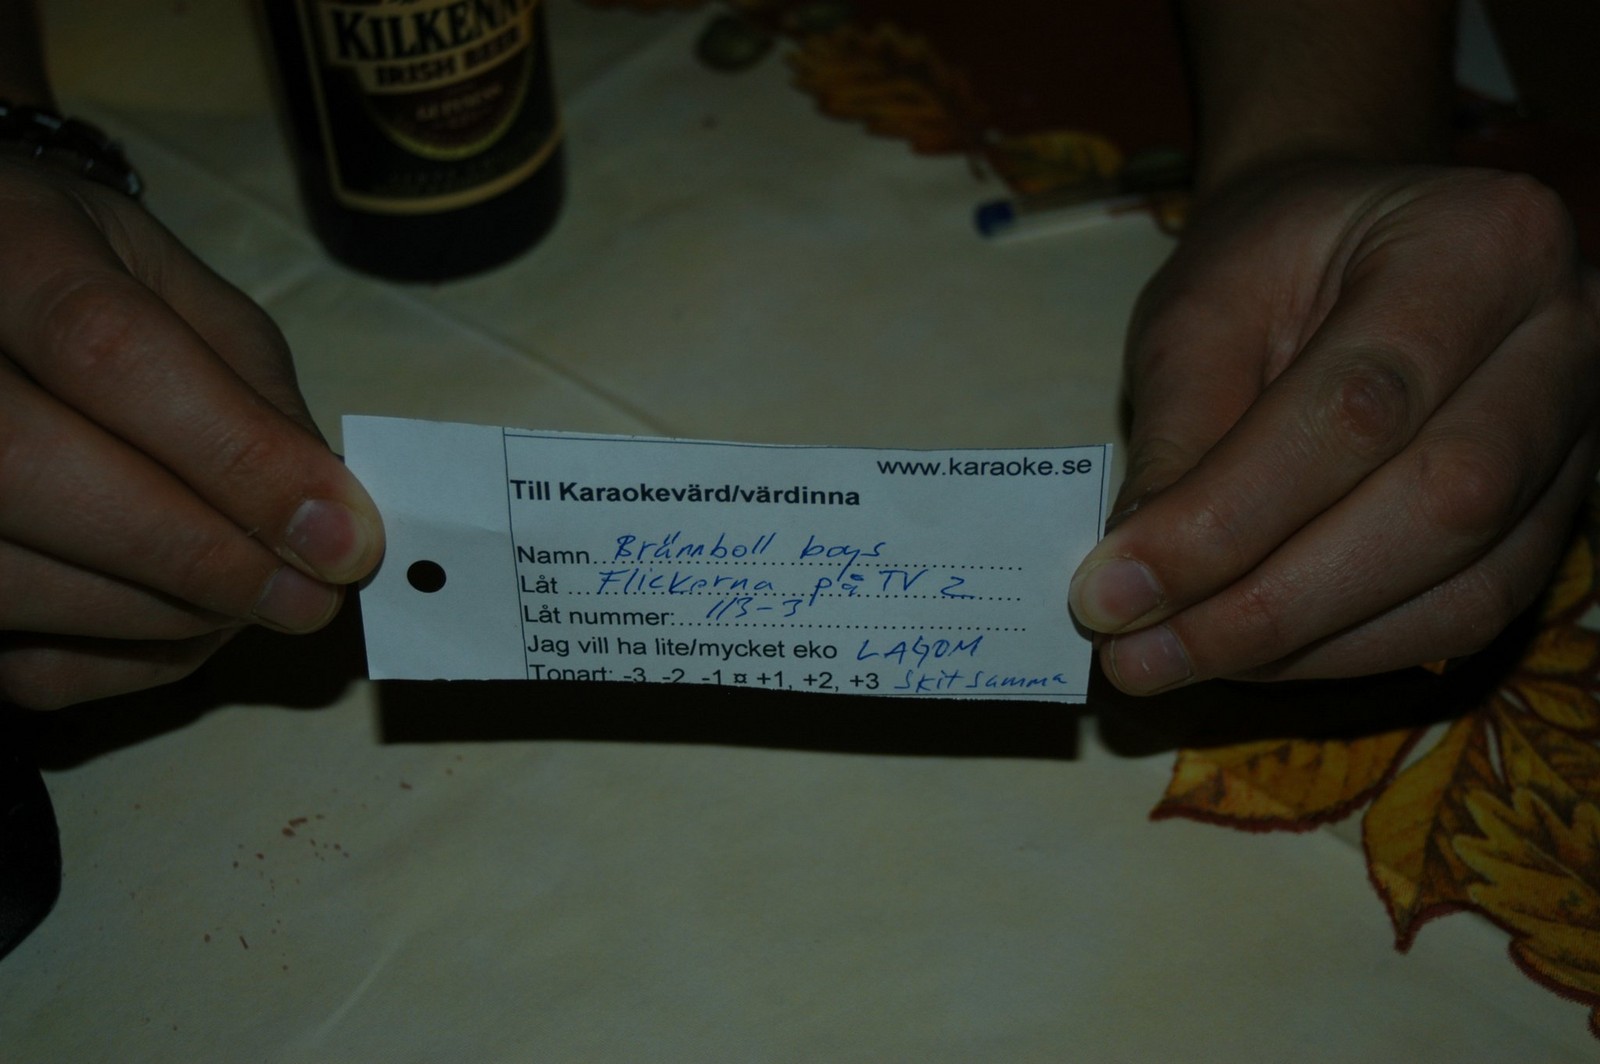 KILKENN
IRISH BEER
www.karaoke.se
Till Karaokevärd/värdinna
Namn...Brännboll boys
Låt ...Flickorna på TV 2
Låt nummer:...113-3
Jag vill ha lite/mycket eko LAGOM
Tonart: -3, -2, -1 ¤ +1, +2, +3 Skit Samma